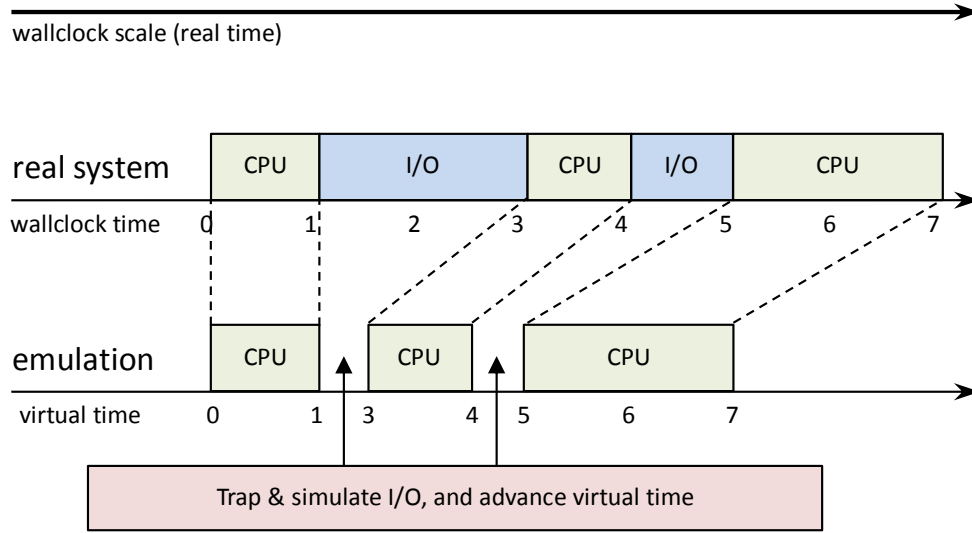 wallclock scale (real time)
CPU I/O CPU I/O CPU
real system
wallclock time 0 1 2 3 4 5 6 7
CPU CPU CPU
emulation
virtual time 0 1 3 4 5 6 7
Trap & simulate I/O, and advance virtual time